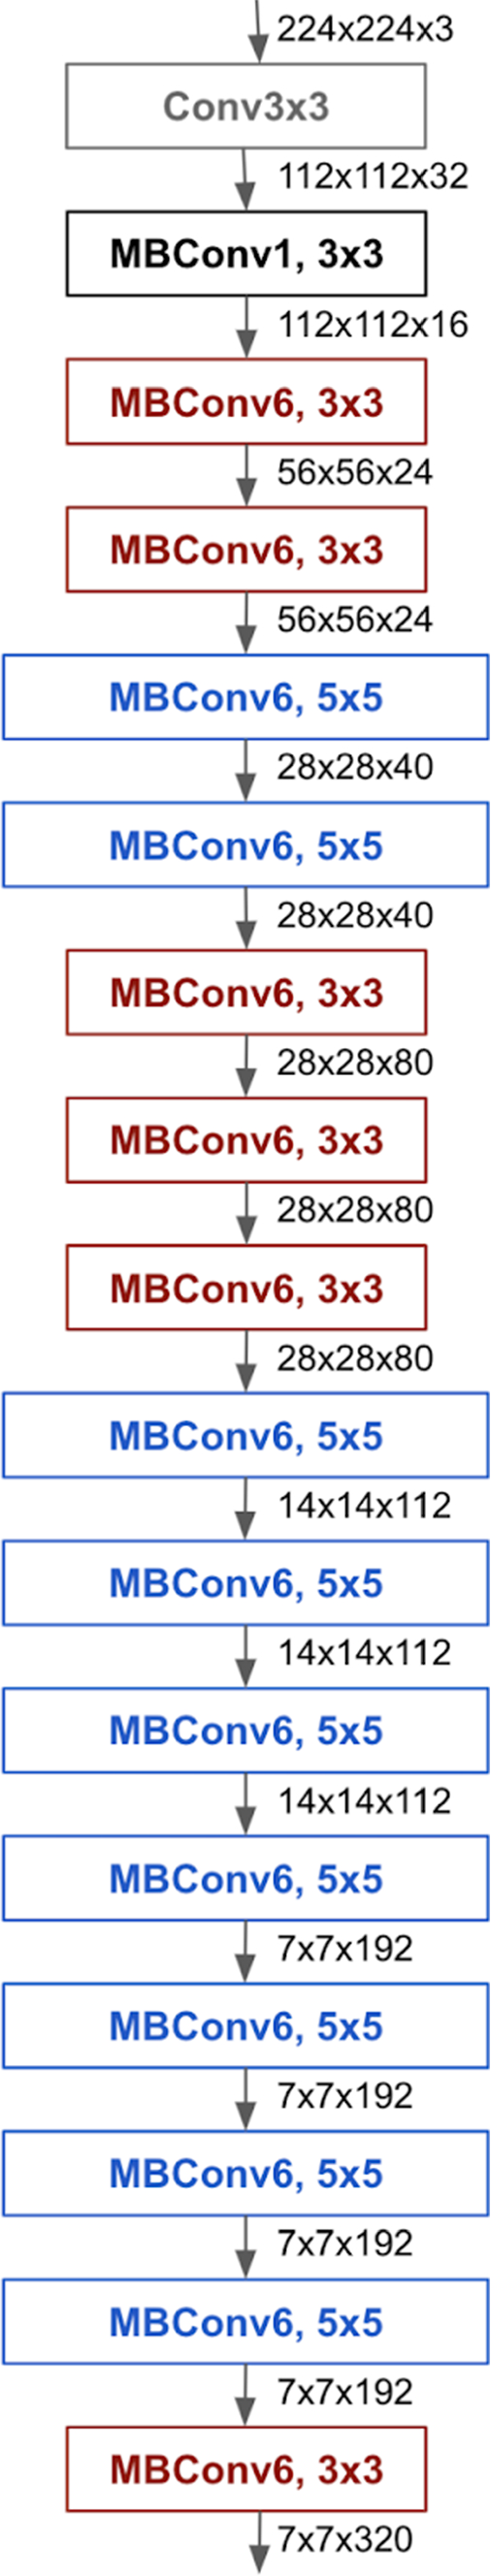 224x224x3
Conv3x3
112x112x32
MBConv1, 3x3
112x112x16
MBConv6, 3x3
56x56x24
MBConv6, 3x3
56x56x24
MBConv6, 5x5
28x28x40
MBConv6, 5x5
28x28x40
MBConv6, 3x3
28x28x80
MBConv6, 3x3
28x28x80
MBConv6, 3x3
28x28x80
MBConv6, 5x5
14x14x112
MBConv6, 5x5
14x14x112
MBConv6, 5x5
14x14x112
MBConv6, 5x5
7x7x192
MBConv6, 5x5
7x7x192
MBConv6, 5x5
7x7x192
MBConv6, 5x5
7x7x192
MBConv6, 3x3
7x7x320